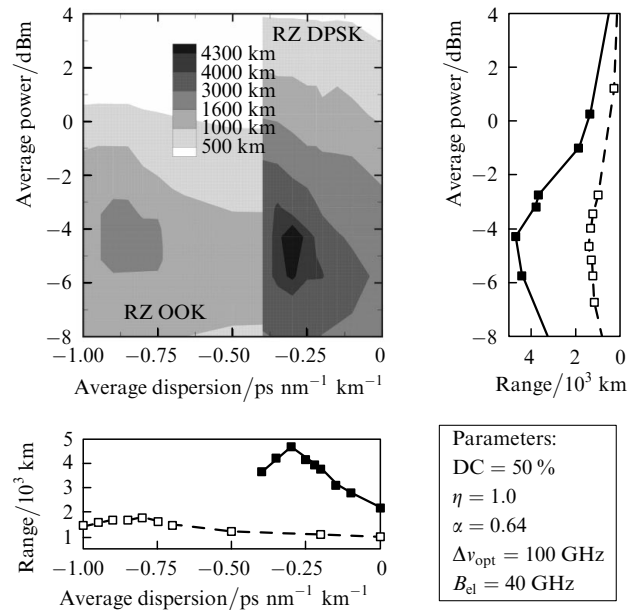 RZ DPSK
4300 km
4000 km
3000 km
1600 km
1000 km
500 km
RZ OOK
Average power/dBm
4
2
0
−2
−4
−6
−8
−1.00
−0.75
−0.50
−0.25
0
Average dispersion/ps nm⁻¹ km⁻¹
Average power/dBm
4
2
0
−2
−4
−6
−8
4
2
0
Range/10³ km
Range/10³ km
5
4
3
2
1
−1.00
−0.75
−0.50
−0.25
0
Average dispersion/ps nm⁻¹ km⁻¹
Parameters:
DC = 50 %
η = 1.0
α = 0.64
Δν_opt = 100 GHz
B_el = 40 GHz